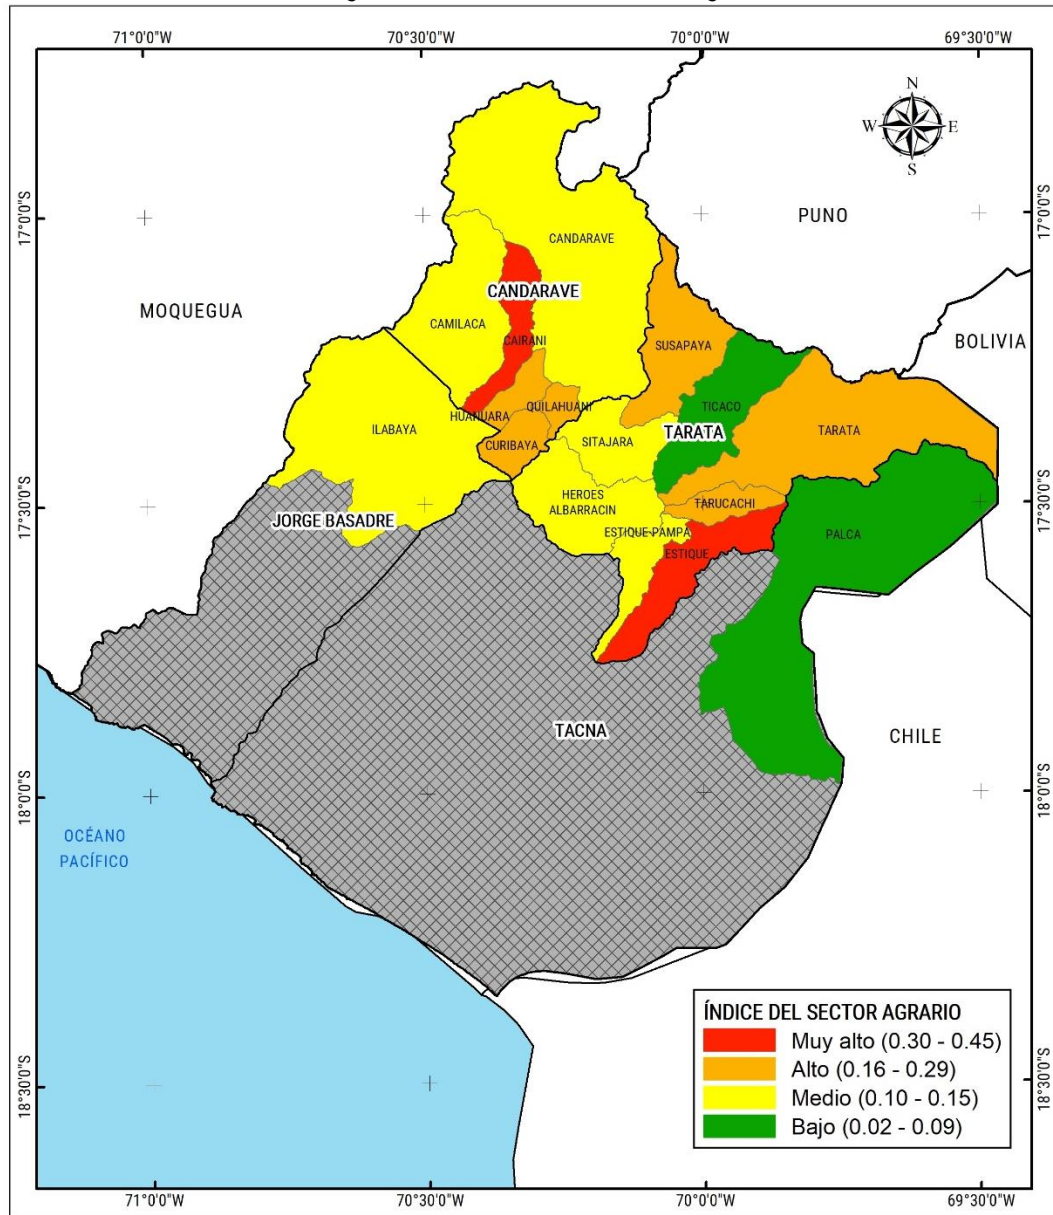 71°0'0"W
70°30'0"W
70°0'0"W
69°30'0"W
N
W
E
S
17°0'0"S
17°0'0"S
PUNO
CANDARAVE
MOQUEGUA
CANDARAVE
CAMILACA
BOLIVIA
CAIRANI
SUSAPAYA
HUANUARA
QUILAHUANI
TICACO
ILABAYA
TARATA
TARATA
CURIBAYA
SITAJARA
HEROES
ALBARRACIN
TARUCACHI
17°30'0"S
17°30'0"S
JORGE BASADRE
ESTIQUE-PAMPA
PALCA
ESTIQUE
TACNA
CHILE
18°0'0"S
18°0'0"S
OCÉANO
PACÍFICO
ÍNDICE DEL SECTOR AGRARIO
Muy alto (0.30 - 0.45)
Alto (0.16 - 0.29)
Medio (0.10 - 0.15)
Bajo (0.02 - 0.09)
18°30'0"S
18°30'0"S
71°0'0"W
70°30'0"W
70°0'0"W
69°30'0"W